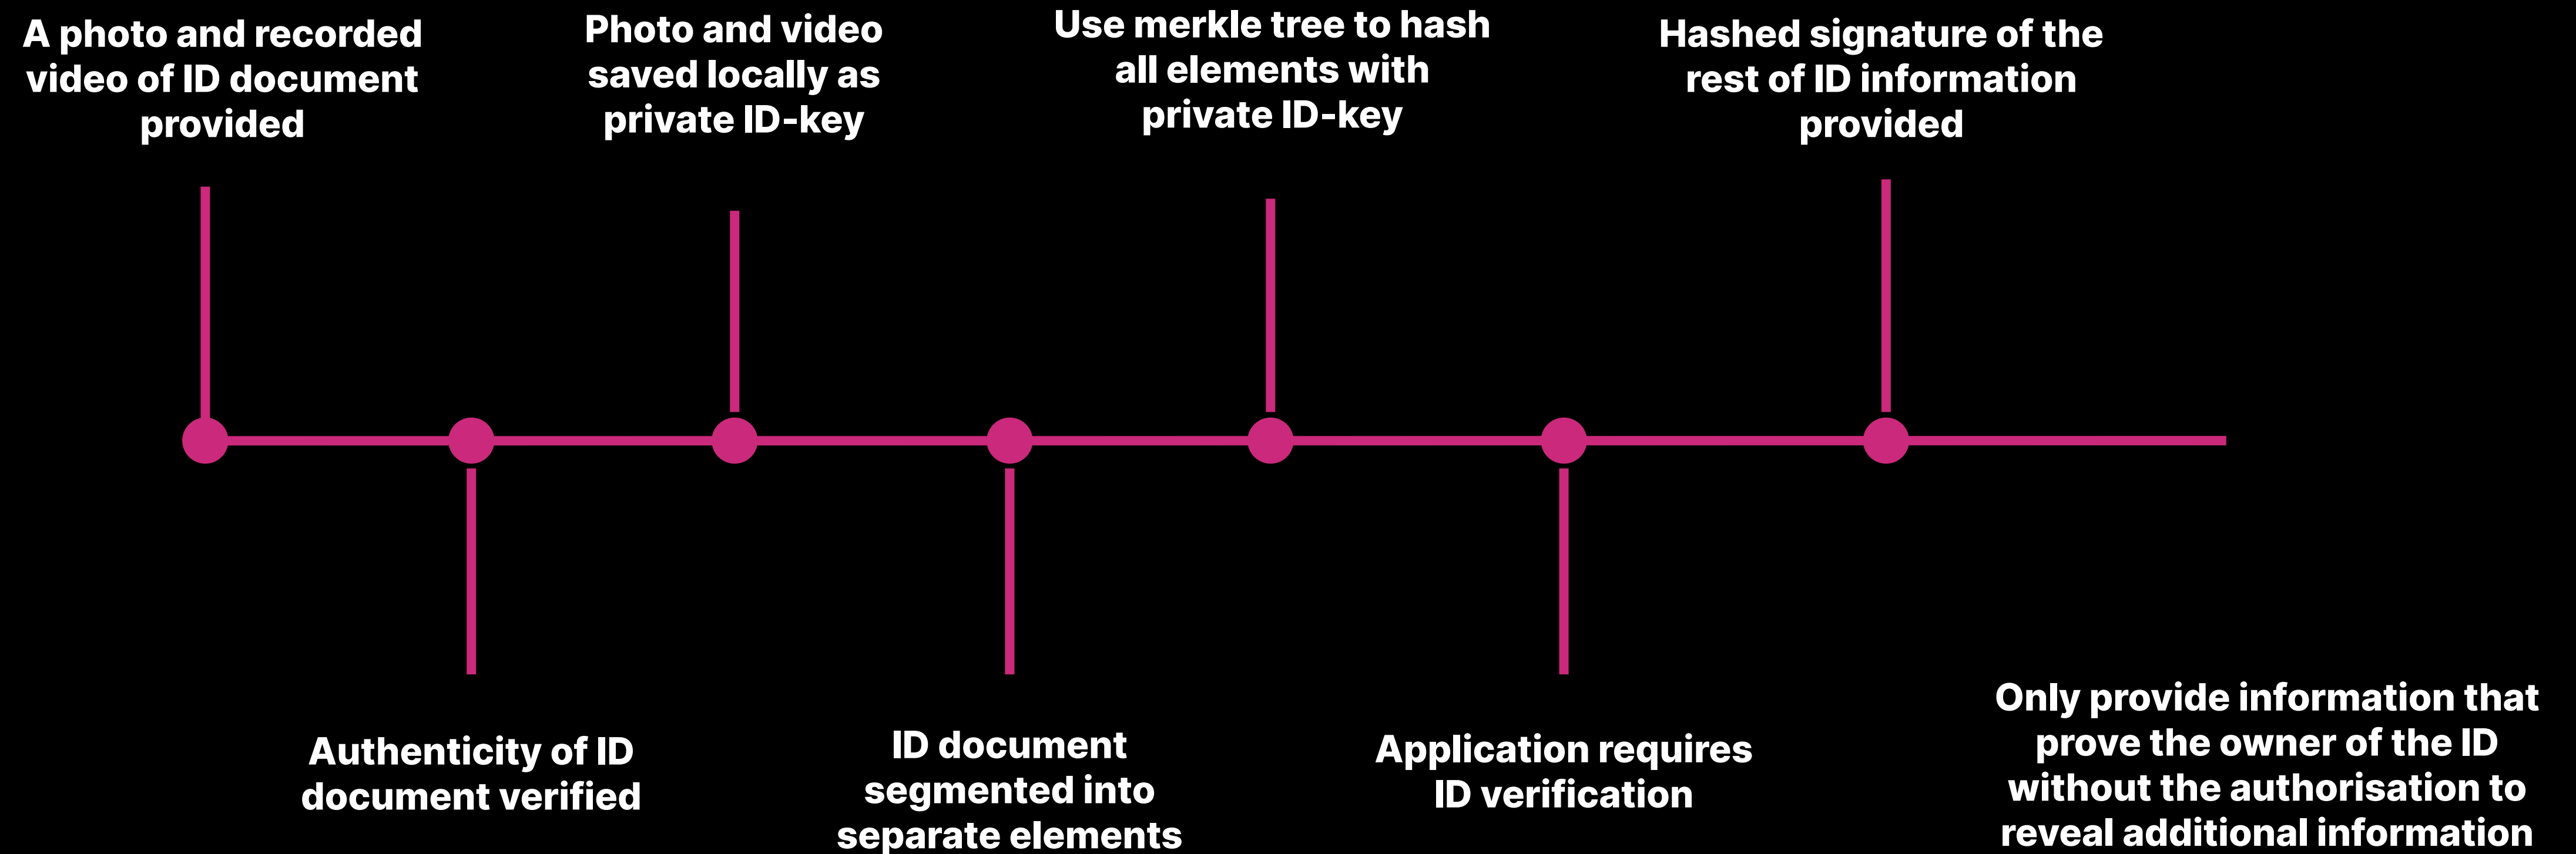 A photo and recorded
video of ID document
provided
Photo and video
saved locally as
private ID-key
Use merkle tree to hash
all elements with
private ID-key
Hashed signature of the
rest of ID information
provided
Authenticity of ID
document verified
ID document
segmented into
separate elements
Application requires
ID verification
Only provide information that
prove the owner of the ID
without the authorisation to
reveal additional information